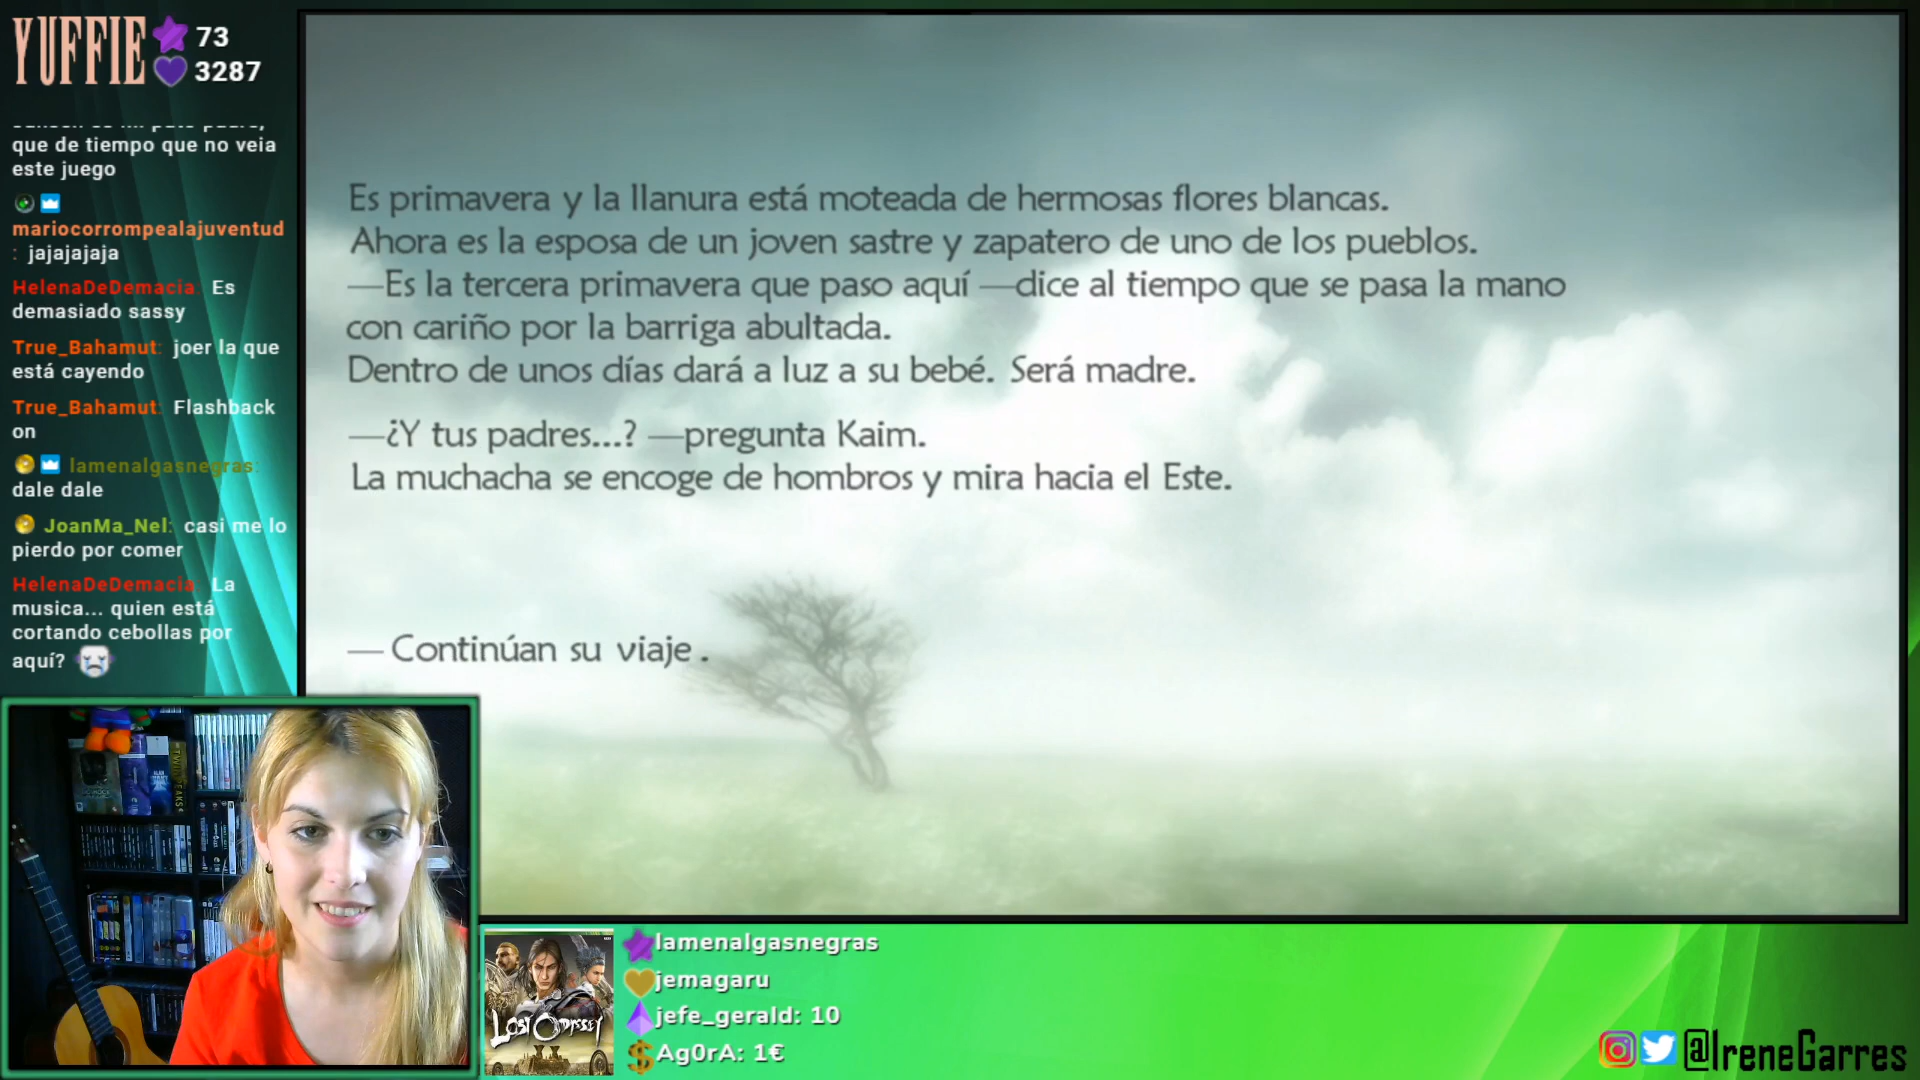 YUFFIE
73
3287
que de tiempo que no veia
este juego
mariocorrompealajuventud
: jajajajaja
HelenaDeDemacia: Es
demasiado sassy
True_Bahamut: joer la que
está cayendo
True_Bahamut: Flashback
on
lamenalgasnegras:
dale dale
JoanMa_Nel: casi me lo
pierdo por comer
HelenaDeDemacia: La
musica... quien está
cortando cebollas por
aquí?
Es primavera y la llanura está moteada de hermosas flores blancas.
Ahora es la esposa de un joven sastre y zapatero de uno de los pueblos.
—Es la tercera primavera que paso aquí —dice al tiempo que se pasa la mano
con cariño por la barriga abultada.
Dentro de unos días dará a luz a su bebé. Será madre.
—¿Y tus padres...? —pregunta Kaim.
La muchacha se encoge de hombros y mira hacia el Este.
— Continúan su viaje .
LOST ODYSSEY
lamenalgasnegras
jemagaru
jefe_gerald: 10
Ag0rA: 1€
@IreneGarres